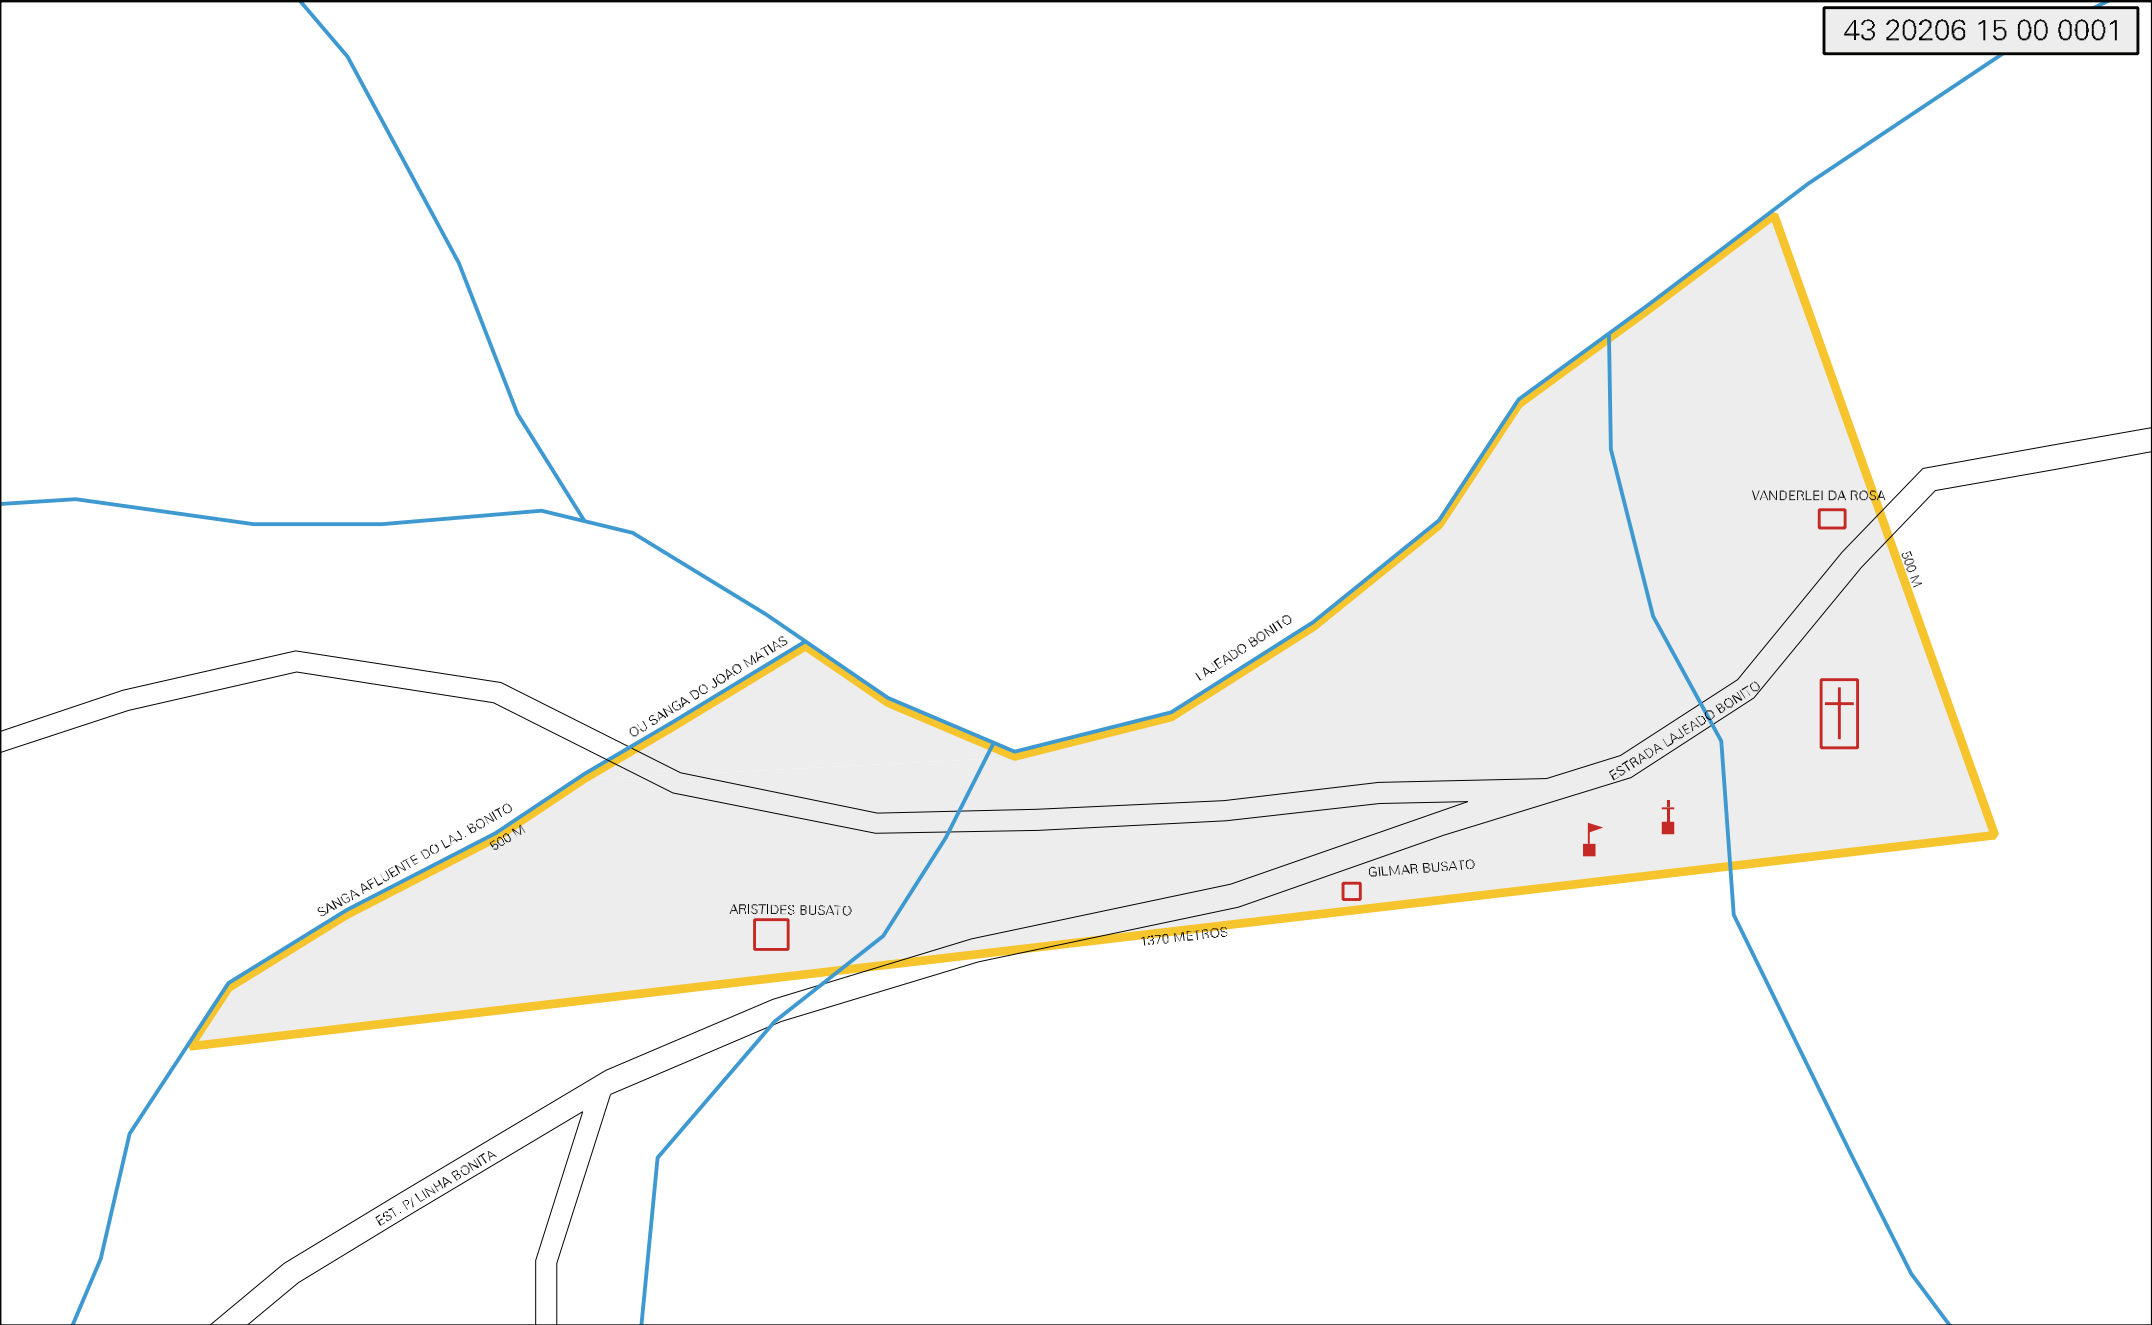 43 20206 15 00 0001
VANDERLEI DA ROSA
500 M
LAJEADO BONITO
OU SANGA DO JOAO MATIAS
ESTRADA LAJEADO BONITO
SANGA AFLUENTE DO LAJ. BONITO
500 M
GILMAR BUSATO
ARISTIDES BUSATO
1370 METROS
EST. P/ LINHA BONITA